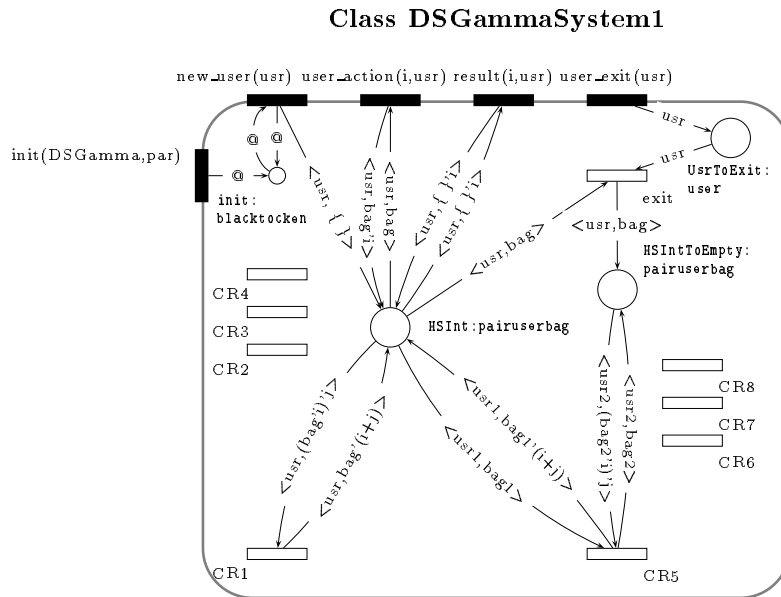 Class DSGammaSystem1
new_user(usr) user_action(i,usr) result(i,usr) user_exit(usr)
init(DSGamma,par)
@
@
@
init:
blacktocken
<usr, { }>
<usr,bag'i>
<usr,bag>
<usr,{ }'i>
<usr,{ }'i>
<usr,bag>
usr
usr
UsrToExit:
user
exit
<usr,bag>
HSIntToEmpty:
pairuserbag
CR4
CR3
CR2
HSInt:pairuserbag
<usr,(bag'i)'j>
<usr,bag'(i+j)>
<usr1,bag1'(i+j)>
<usr1,bag1>
<usr2,(bag2'i)'j>
<usr2,bag2>
CR8
CR7
CR6
CR1
CR5